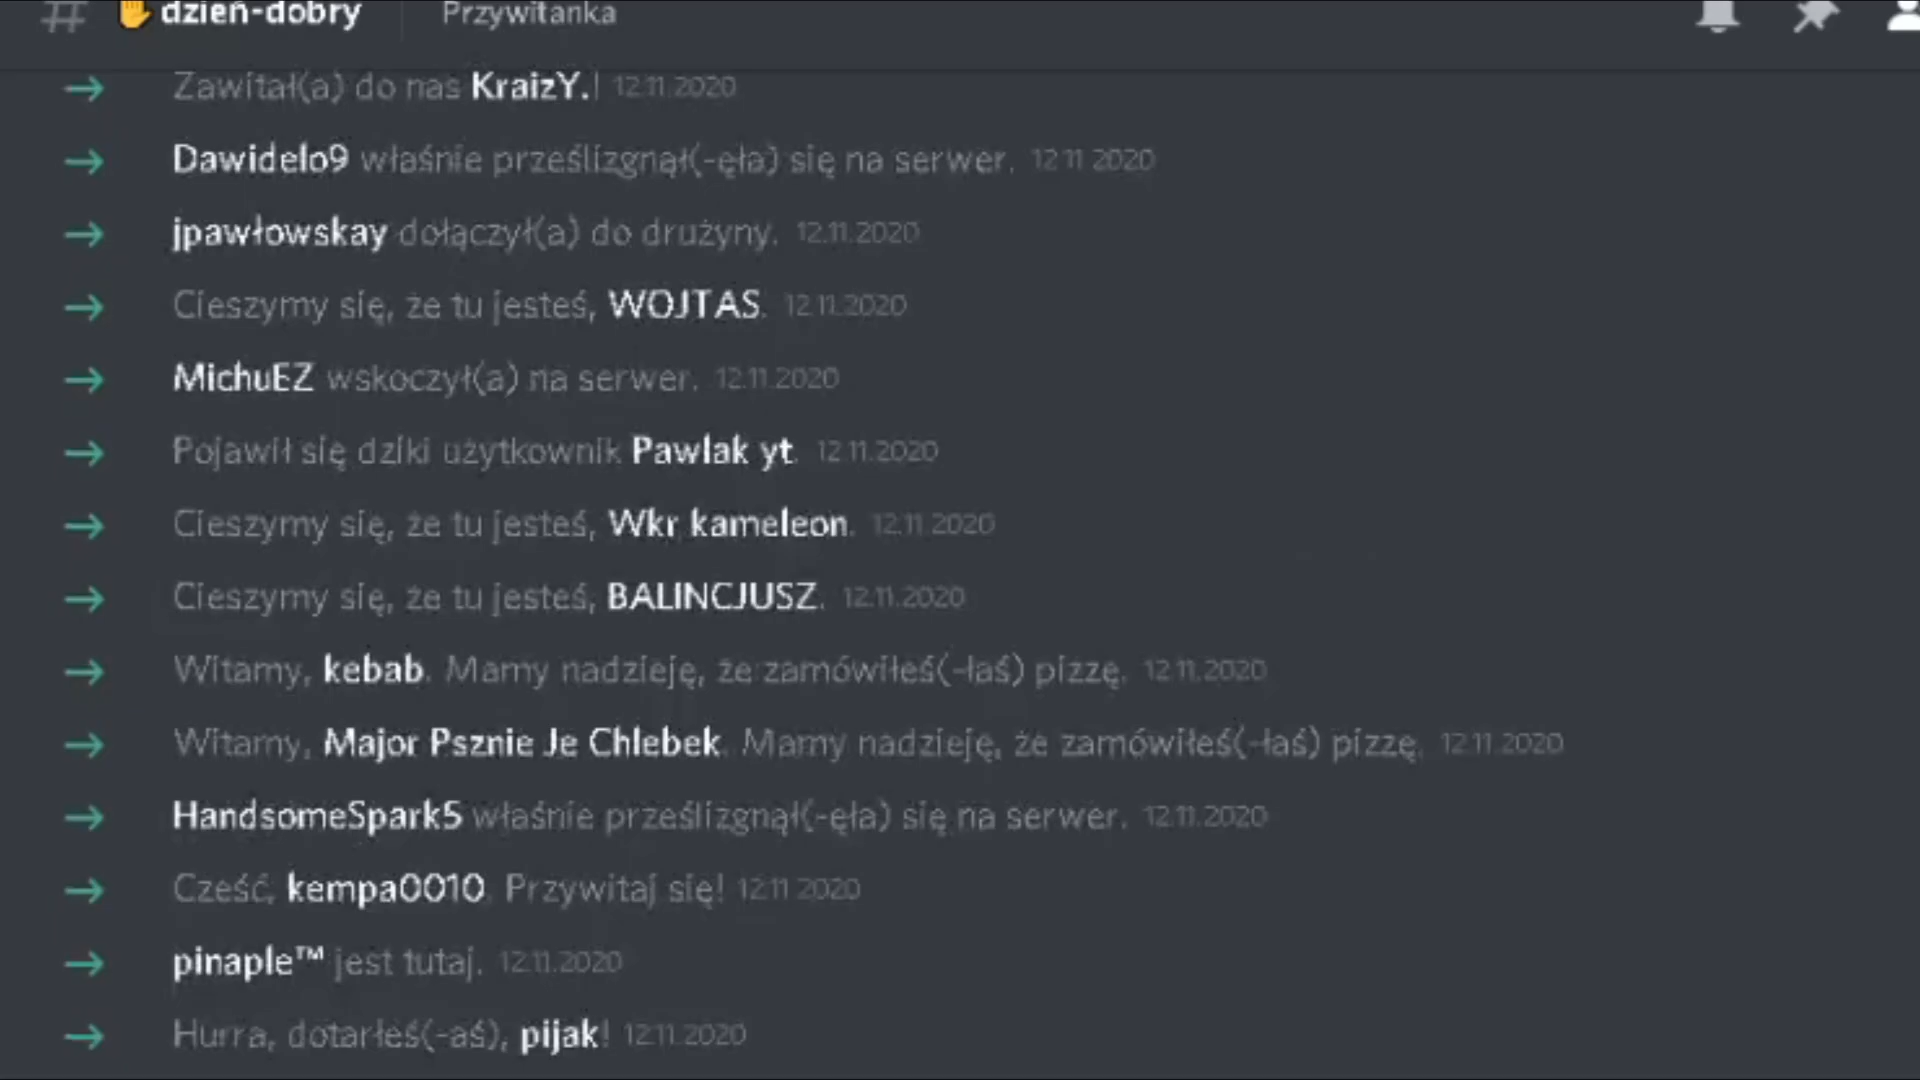 # ✋dzień-dobry Przywitanka
Zawitał(a) do nas KraizY.! 12.11.2020
Dawidelo9 właśnie prześlizgnął(-ęła) się na serwer. 12.11.2020
jpawłowskay dołączył(a) do drużyny. 12.11.2020
Cieszymy się, że tu jesteś, WOJTAS. 12.11.2020
MichuEZ wskoczył(a) na serwer. 12.11.2020
Pojawił się dziki użytkownik Pawlak yt. 12.11.2020
Cieszymy się, że tu jesteś, Wkr kameleon. 12.11.2020
Cieszymy się, że tu jesteś, BALINCJUSZ. 12.11.2020
Witamy, kebab. Mamy nadzieję, że zamówiłeś(-łaś) pizzę. 12.11.2020
Witamy, Major Psznie Je Chlebek. Mamy nadzieję, że zamówiłeś(-łaś) pizzę. 12.11.2020
HandsomeSpark5 właśnie prześlizgnął(-ęła) się na serwer. 12.11.2020
Cześć, kempa0010. Przywitaj się! 12.11.2020
pinaple™ jest tutaj. 12.11.2020
Hurra, dotarłeś(-aś), pijak! 12.11.2020